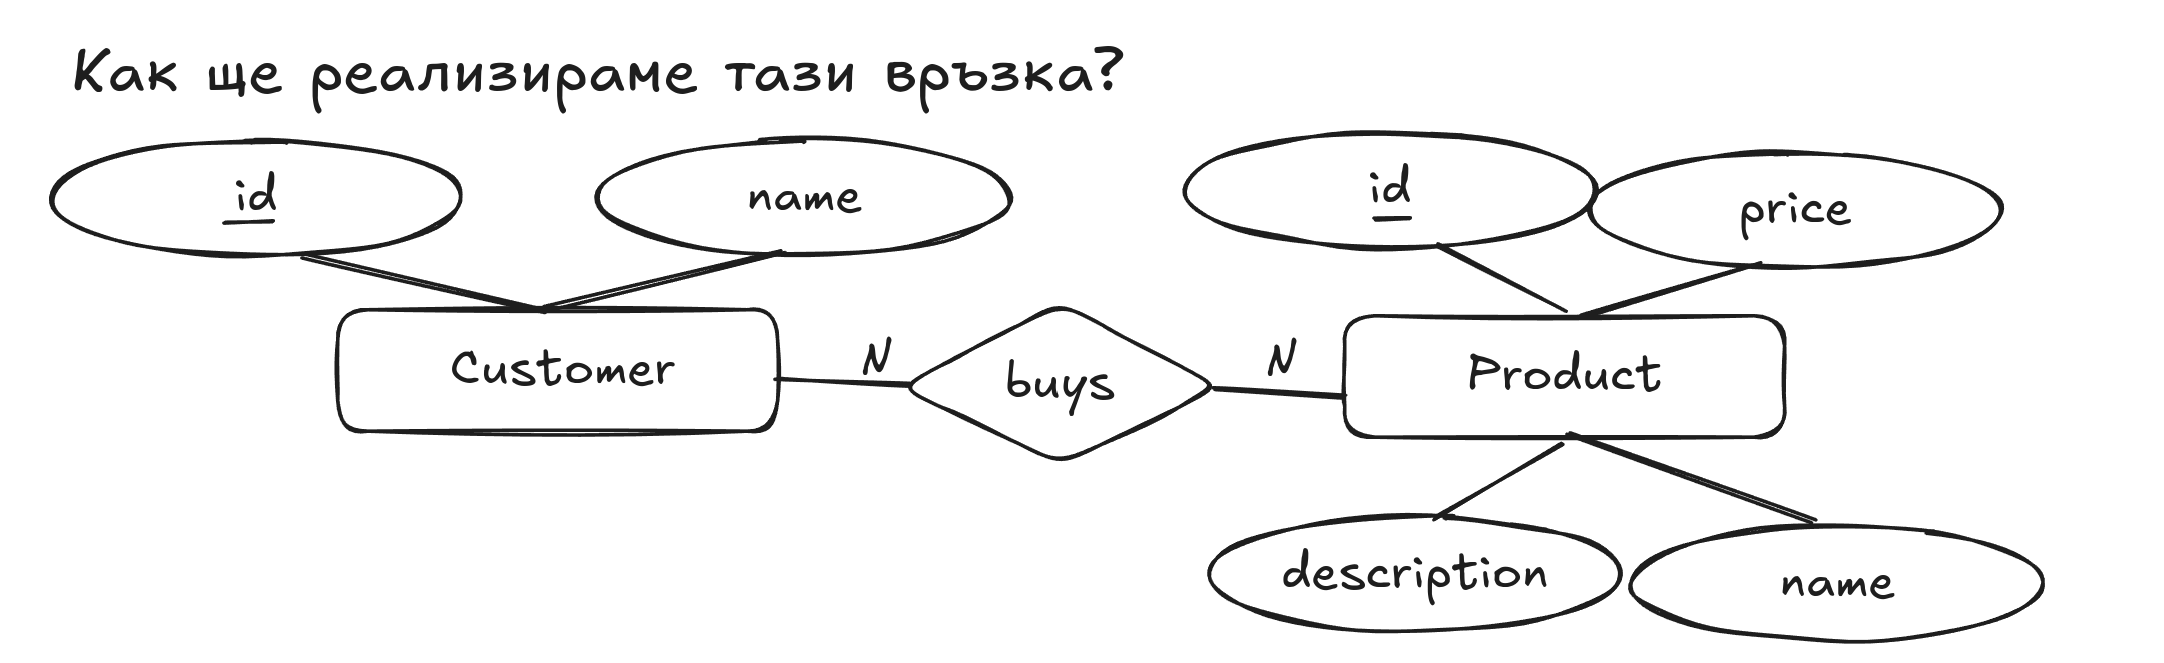 Как ще реализираме тази връзка?
id
name
id
price
Customer
N
buys
N
Product
description
name